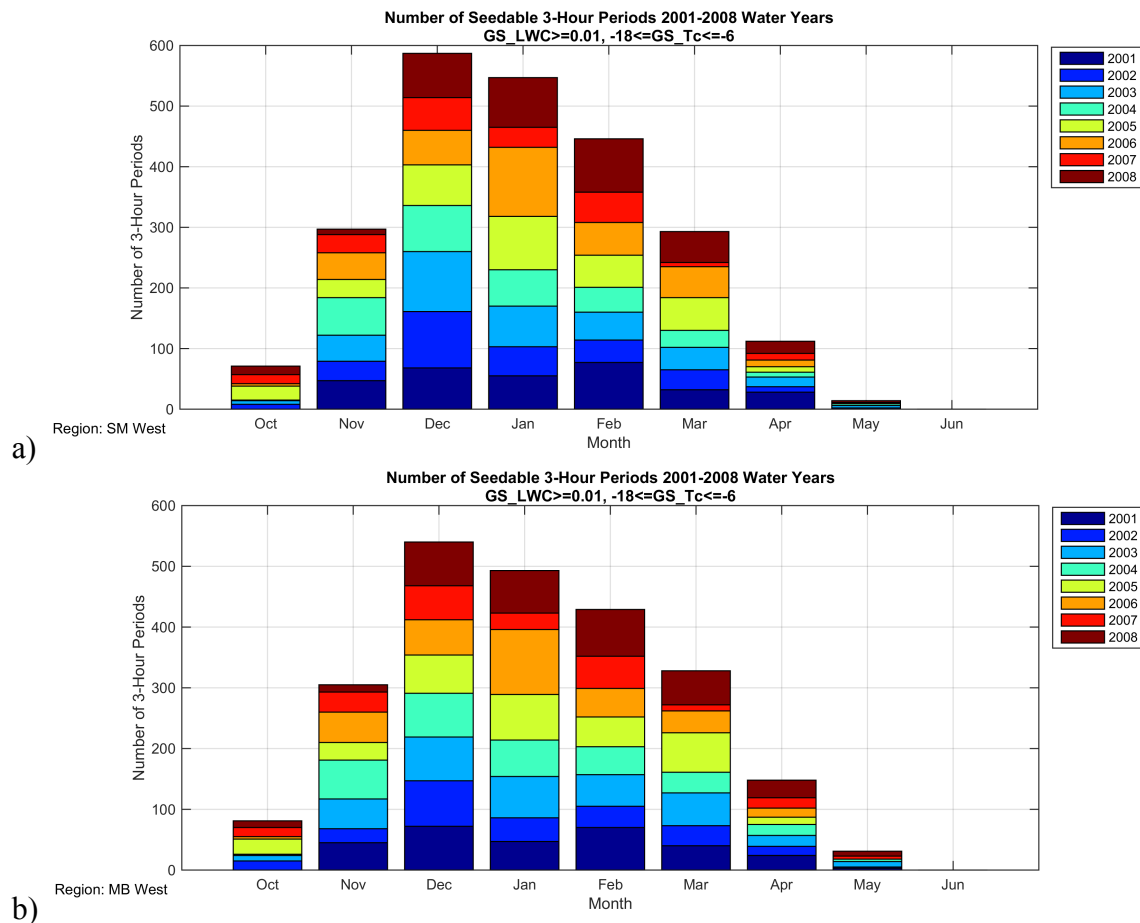 Number of Seedable 3-Hour Periods 2001-2008 Water Years
GS_LWC>=0.01, -18<=GS_Tc<=-6
600
500
400
300
200
100
0
Number of 3-Hour Periods
Oct Nov Dec Jan Feb Mar Apr May Jun
Month
Region: SM West
2001
2002
2003
2004
2005
2006
2007
2008
a)
Number of Seedable 3-Hour Periods 2001-2008 Water Years
GS_LWC>=0.01, -18<=GS_Tc<=-6
600
500
400
300
200
100
0
Number of 3-Hour Periods
Oct Nov Dec Jan Feb Mar Apr May Jun
Month
Region: MB West
2001
2002
2003
2004
2005
2006
2007
2008
b)